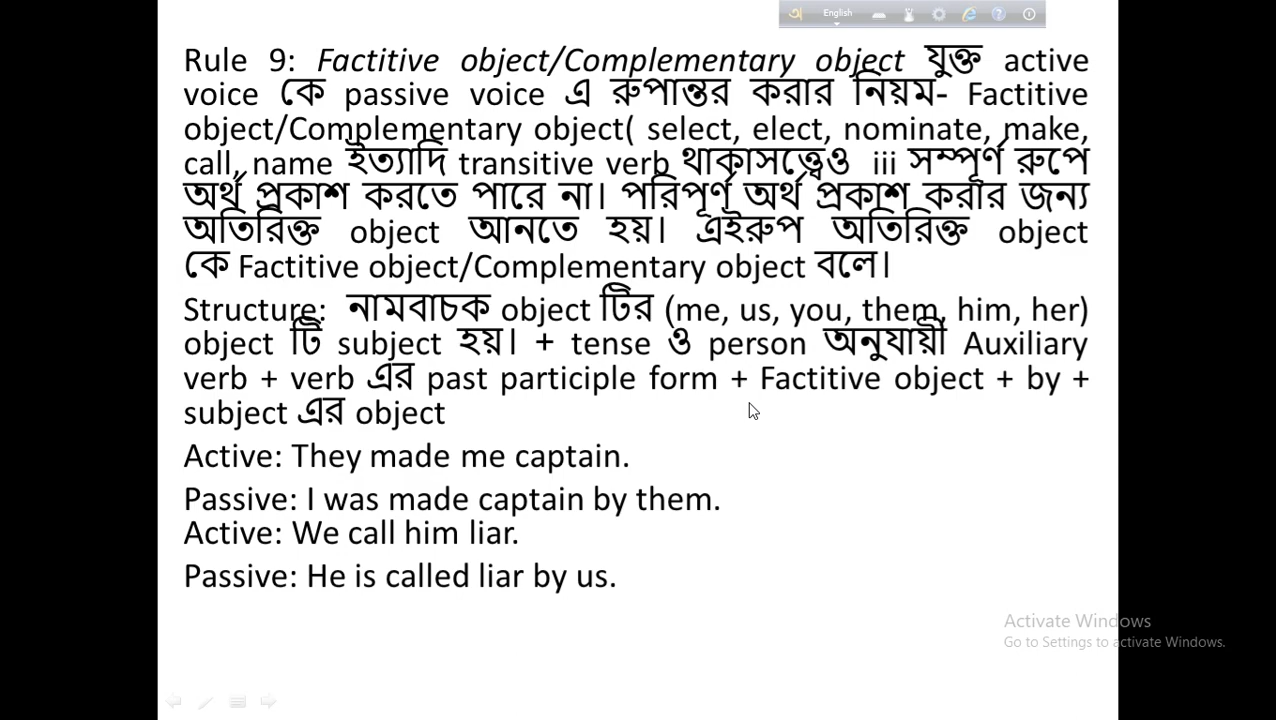 English
Rule 9: Factitive object/Complementary object যুক্ত active
voice কে passive voice এ রুপান্তর করার নিয়ম- Factitive
object/Complementary object( select, elect, nominate, make,
call, name ইত্যাদি transitive verb থাকাসত্ত্বেও iii সম্পূর্ণ রুপে
অর্থ প্রকাশ করতে পারে না। পরিপূর্ণ অর্থ প্রকাশ করার জন্য
অতিরিক্ত object আনতে হয়। এইরুপ অতিরিক্ত object
কে Factitive object/Complementary object বলে।
Structure: নামবাচক object টির (me, us, you, them, him, her)
object টি subject হয়। + tense ও person অনুযায়ী Auxiliary
verb + verb এর past participle form + Factitive object + by +
subject এর object
Active: They made me captain.
Passive: I was made captain by them.
Active: We call him liar.
Passive: He is called liar by us.
Activate Windows
Go to Settings to activate Windows.